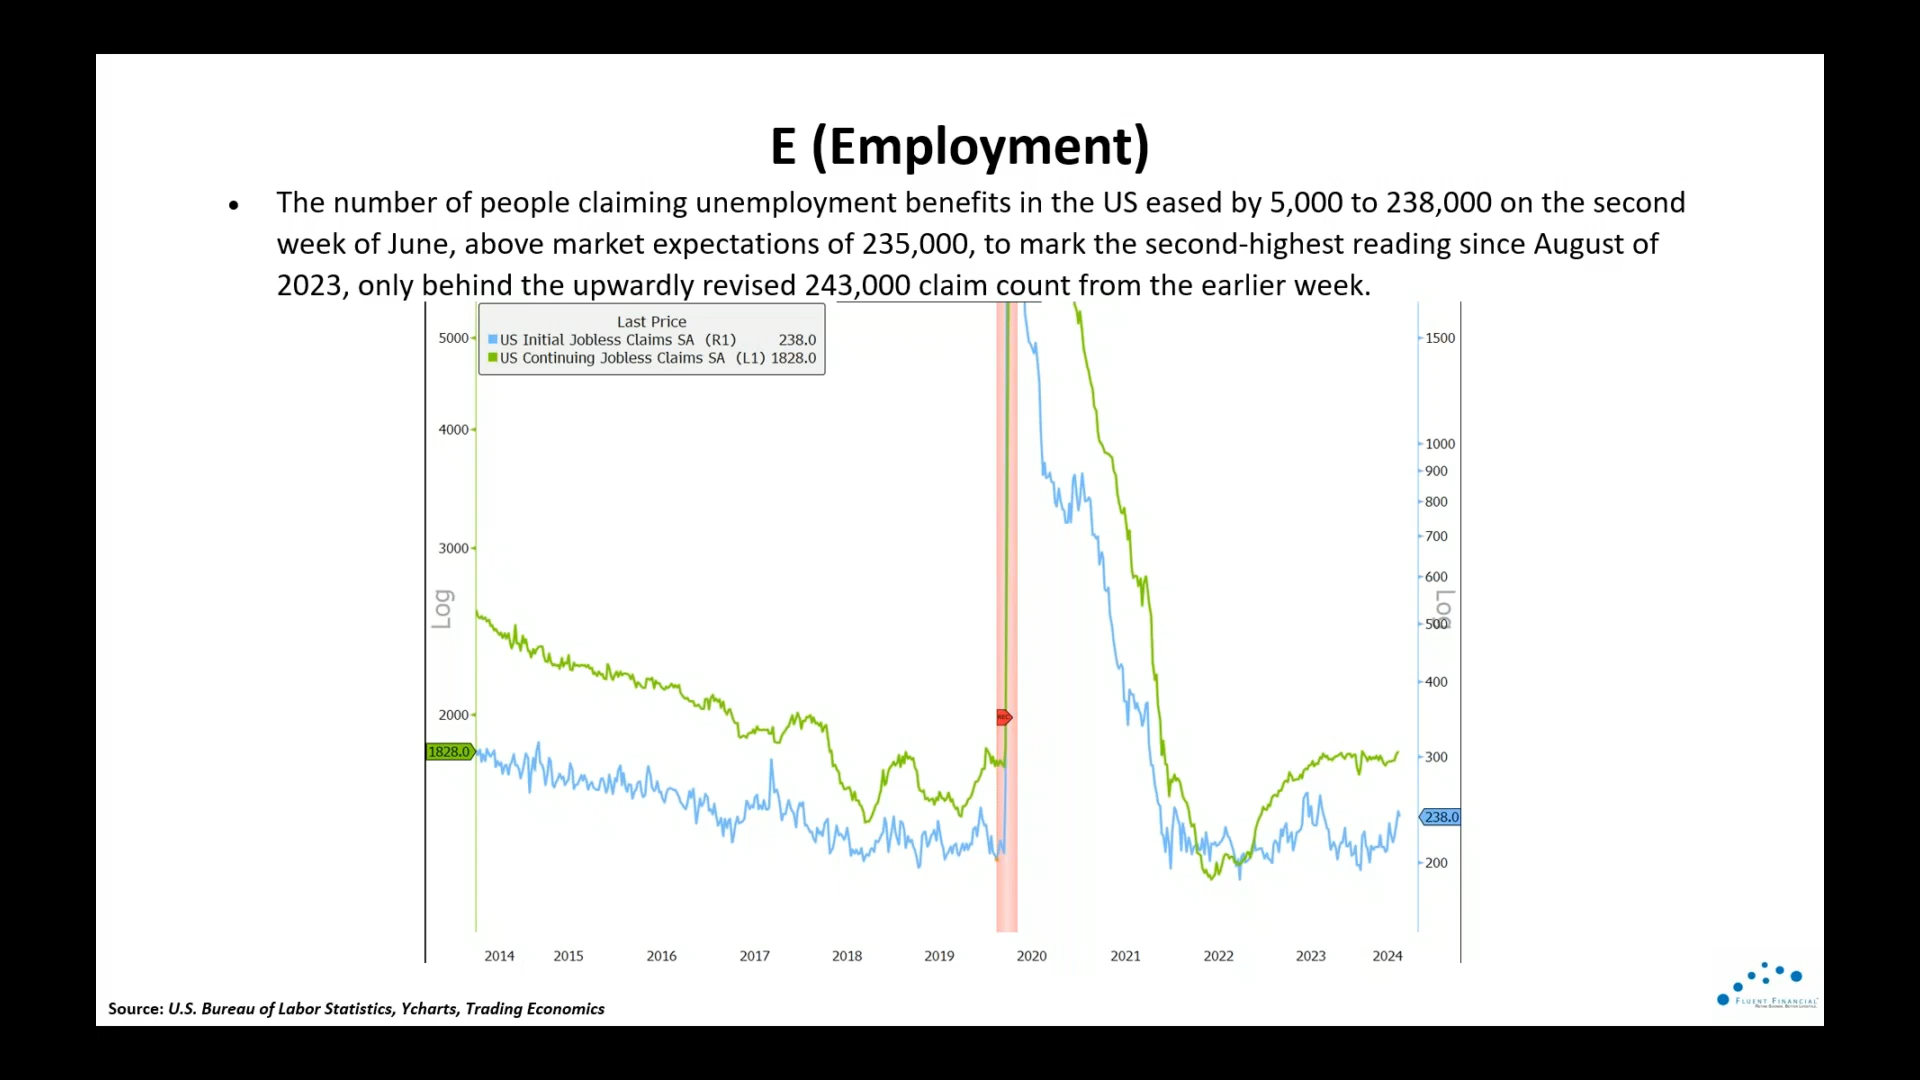 E (Employment)
• The number of people claiming unemployment benefits in the US eased by 5,000 to 238,000 on the second
week of June, above market expectations of 235,000, to mark the second-highest reading since August of
2023, only behind the upwardly revised 243,000 claim count from the earlier week.
Last Price
US Initial Jobless Claims SA (R1) 238.0
US Continuing Jobless Claims SA (L1) 1828.0
5000
4000
3000
Log
2000
1828.0
REC
1500
1000
900
800
700
600
Log
500
400
300
238.0
200
2014 2015 2016 2017 2018 2019 2020 2021 2022 2023 2024
FLUENT FINANCIAL
Source: U.S. Bureau of Labor Statistics, Ycharts, Trading Economics